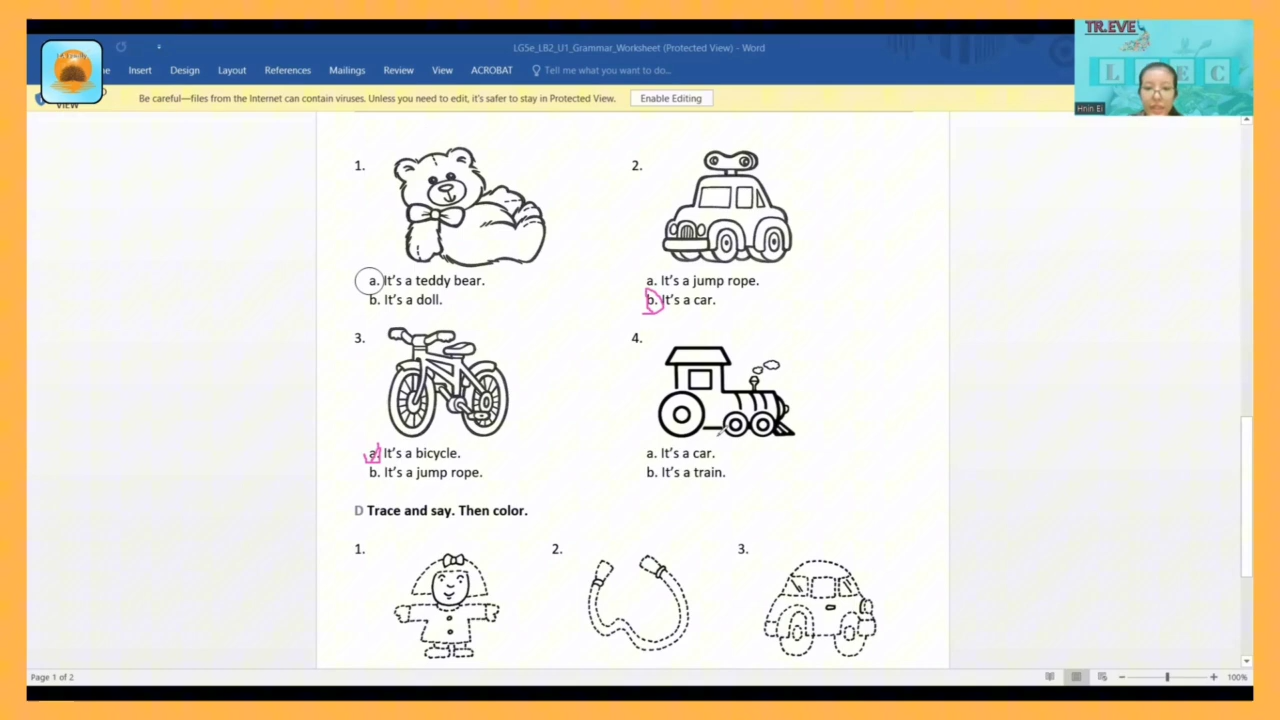 LGSe_LB2_U1_Grammar_Worksheet (Protected View) - Word
Insert Design Layout References Mailings Review View ACROBAT Tell me what you want to do...
VIEW Be careful—files from the Internet can contain viruses. Unless you need to edit, it's safer to stay in Protected View. Enable Editing
TR.EVE
L E C
Hnin Ei
1.
a. It's a teddy bear.
b. It's a doll.
2.
a. It's a jump rope.
b. It's a car.
3.
a. It's a bicycle.
b. It's a jump rope.
4.
a. It's a car.
b. It's a train.
D Trace and say. Then color.
1. 2. 3.
Page 1 of 2
100%